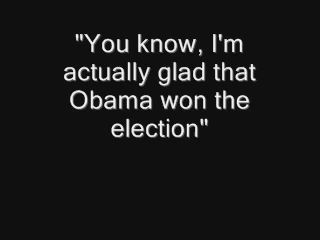 "You know, I'm
actually glad that
Obama won the
election"